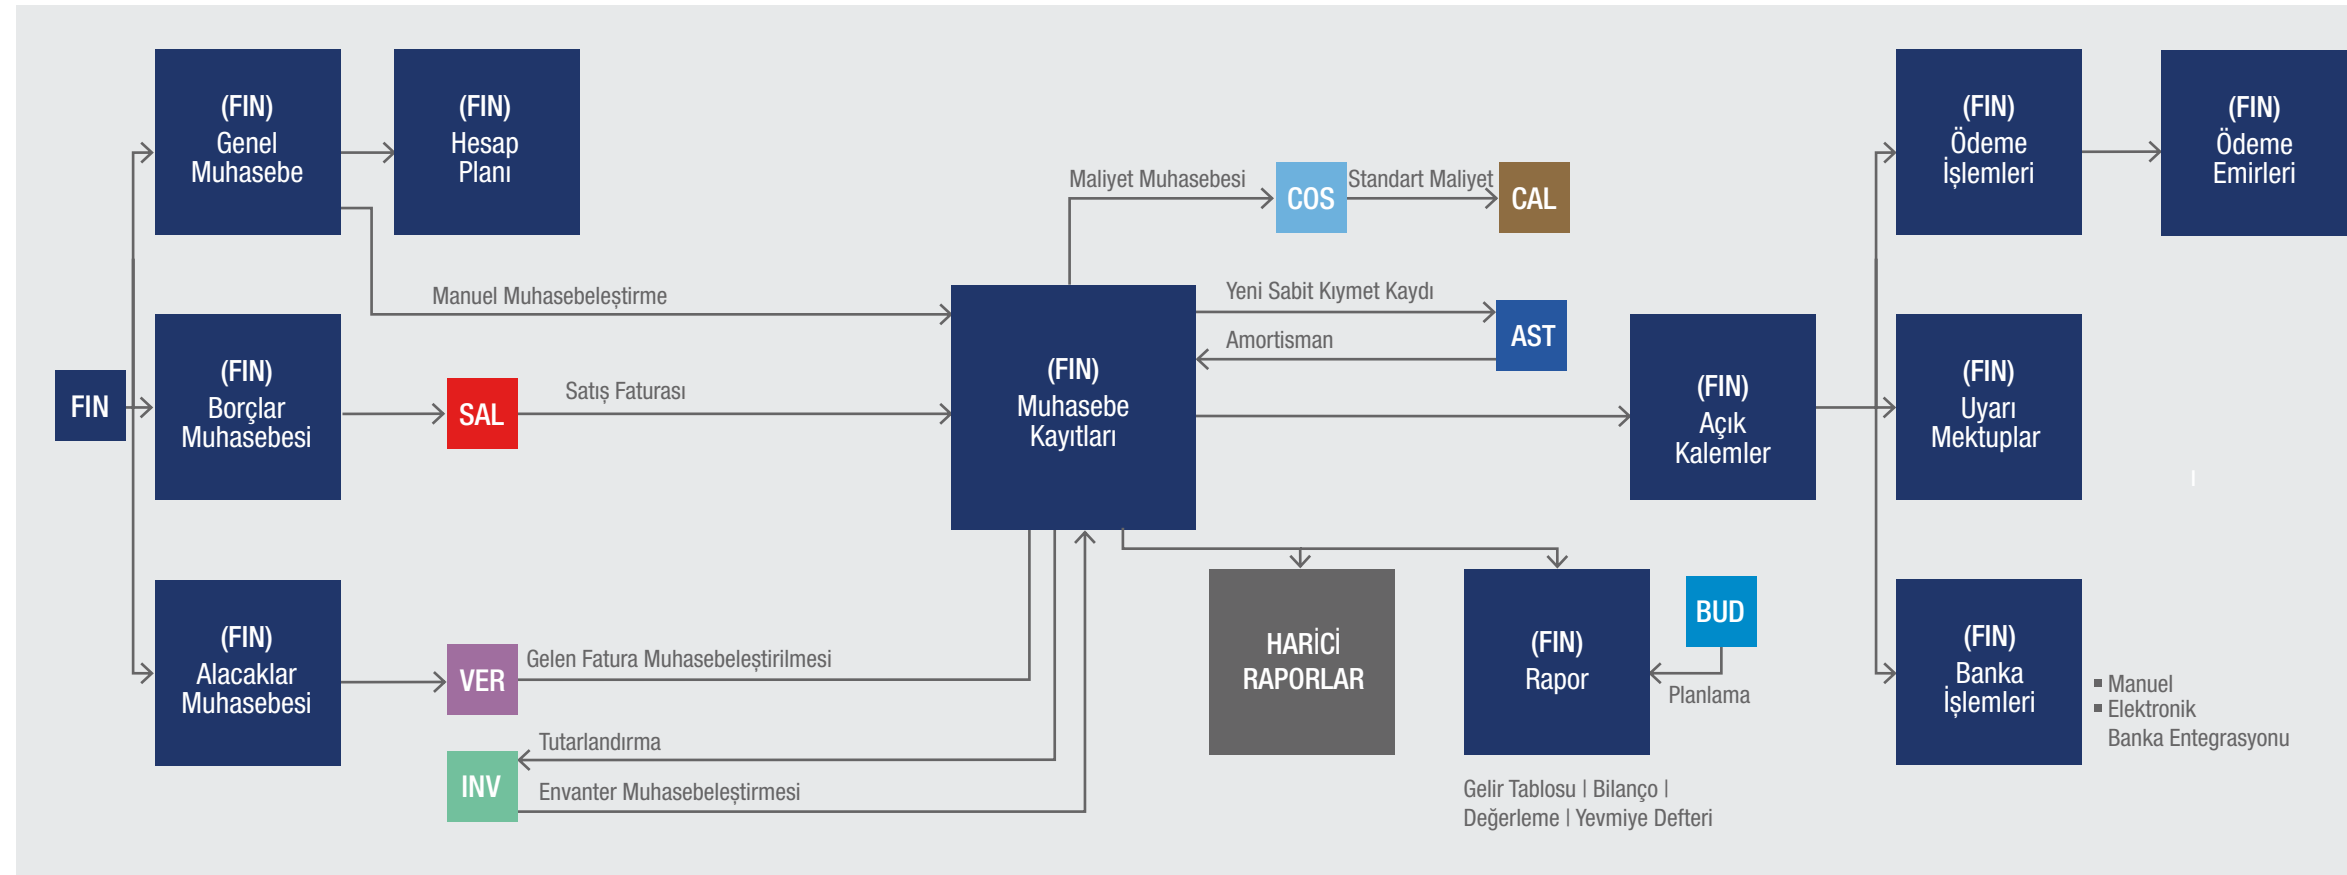 FIN
(FIN)
Genel
Muhasebe
(FIN)
Hesap
Planı
Manuel Muhasebeleştirme
(FIN)
Borçlar
Muhasebesi
SAL
Satış Faturası
(FIN)
Alacaklar
Muhasebesi
VER
Gelen Fatura Muhasebeleştirilmesi
INV
Tutarlandırma
Envanter Muhasebeleştirmesi
(FIN)
Muhasebe
Kayıtları
Maliyet Muhasebesi
COS
Standart Maliyet
CAL
Yeni Sabit Kıymet Kaydı
Amortisman
AST
HARİCİ
RAPORLAR
(FIN)
Rapor
BUD
Planlama
Gelir Tablosu | Bilanço |
Değerleme | Yevmiye Defteri
(FIN)
Açık
Kalemler
(FIN)
Ödeme
İşlemleri
(FIN)
Ödeme
Emirleri
(FIN)
Uyarı
Mektuplar
(FIN)
Banka
İşlemleri
Manuel
Elektronik
Banka Entegrasyonu